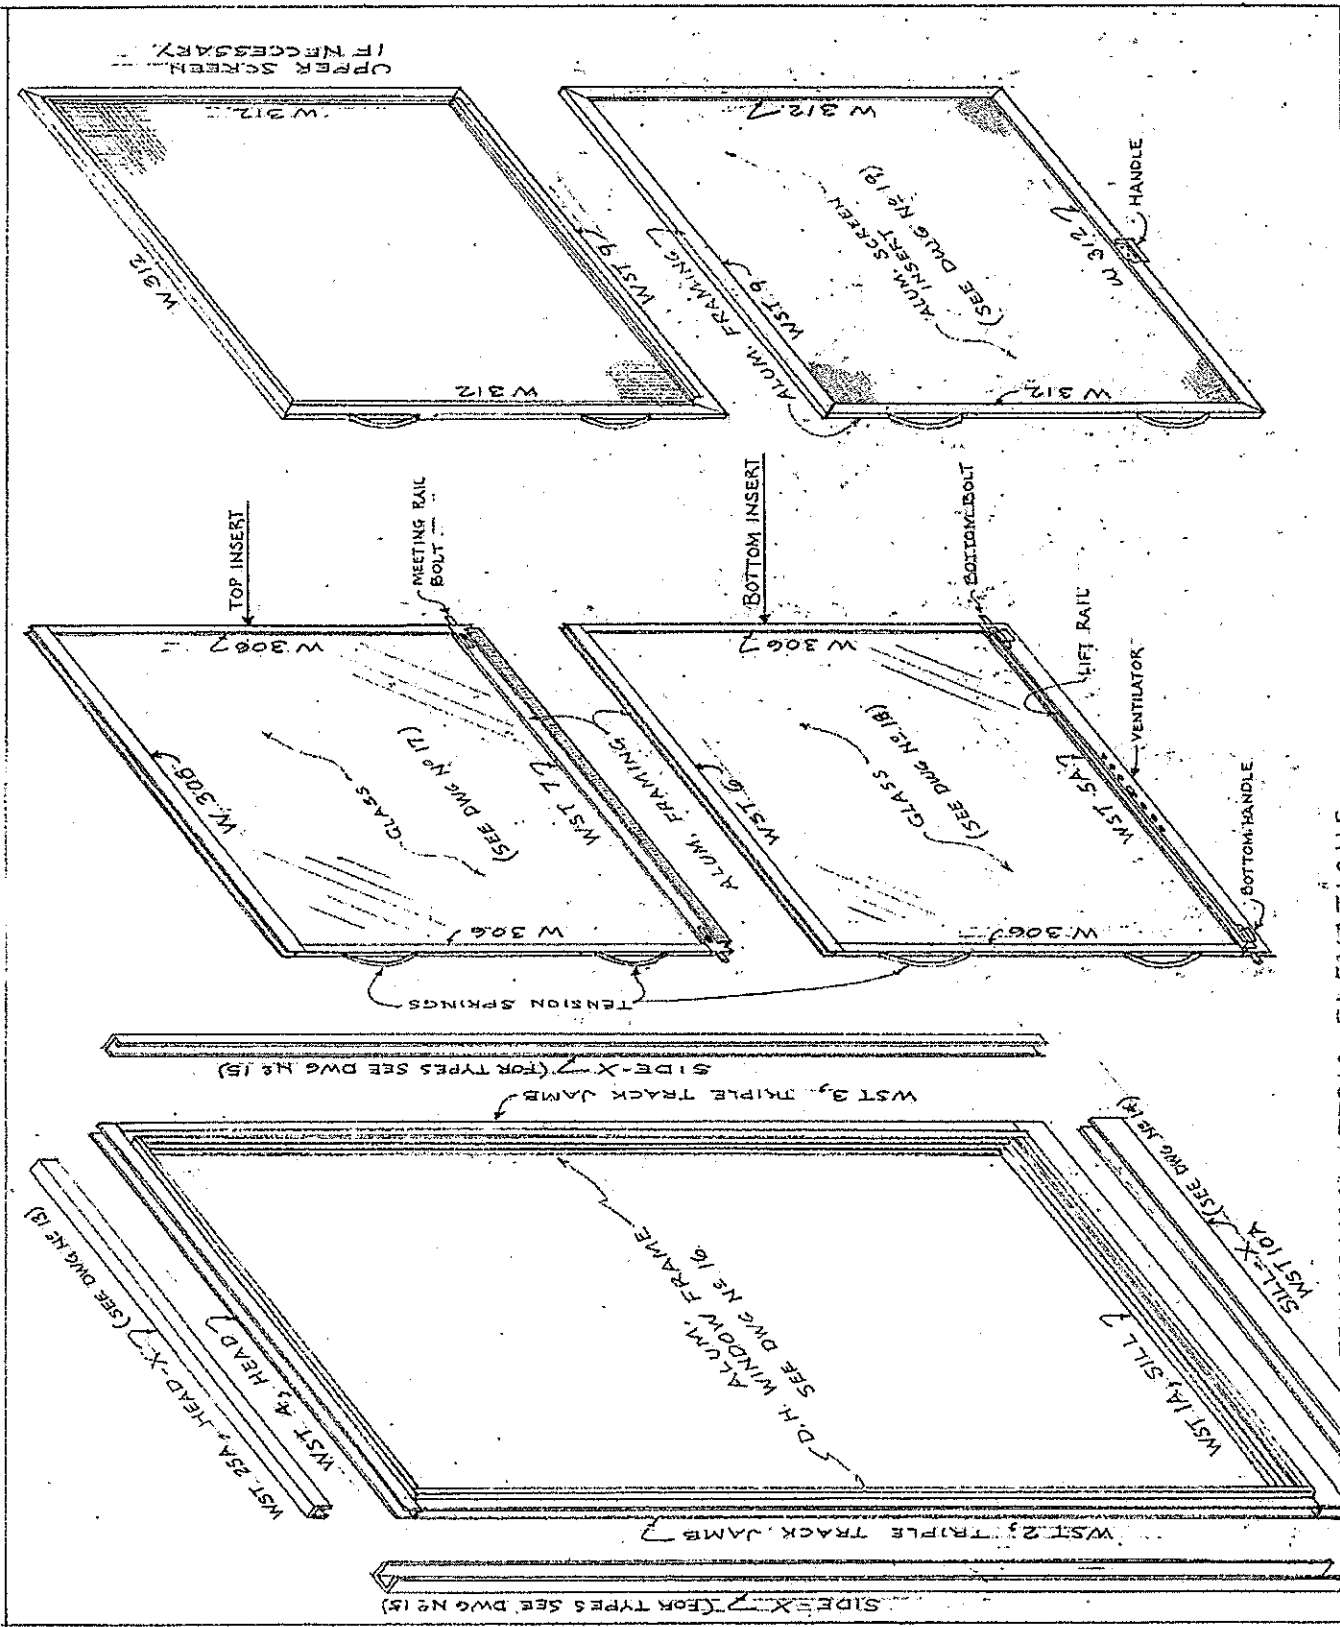 UPPER SCREEN
IF NECCESSARY
W 312
W 312
W 312
WST 9
ALUM. FRAMING
WST 9
W 312
ALUM. SCREEN
INSERT
(SEE DWG Nº 19)
W 312
W 312
HANDLE
TOP INSERT
MEETING RAIL
BOLT
W 306
W 308
GLASS
(SEE DWG Nº 17)
W 306
WST 7
ALUM. FRAMING
BOTTOM INSERT
BOTTOM BOLT
W 306
WST 6
GLASS
(SEE DWG Nº 18)
W 306
WST 5A
LIFT RAIL
VENTILATOR
BOTTOM HANDLE
TENSION SPRINGS
SIDE-X (FOR TYPES SEE DWG Nº 15)
WST 3, TRIPLE TRACK JAMB
WST 25A, HEAD-X (SEE DWG Nº 13)
WST 4, HEAD
ALUM.
D.H. WINDOW FRAME
SEE DWG Nº 16
WST 1A, SILL
SILL-X (SEE DWG Nº 14)
WST 10A
WST 2, TRIPLE TRACK JAMB
SIDE-X (FOR TYPES SEE DWG Nº 15)